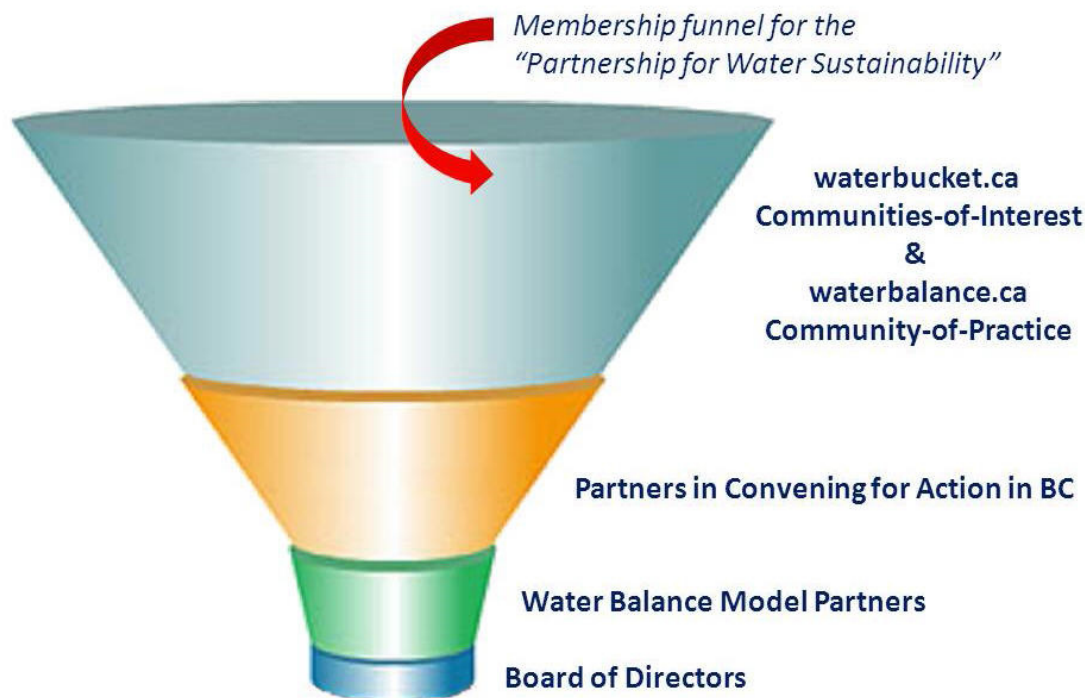 Membership funnel for the
“Partnership for Water Sustainability”
waterbucket.ca
Communities-of-Interest
&
waterbalance.ca
Community-of-Practice
Partners in Convening for Action in BC
Water Balance Model Partners
Board of Directors